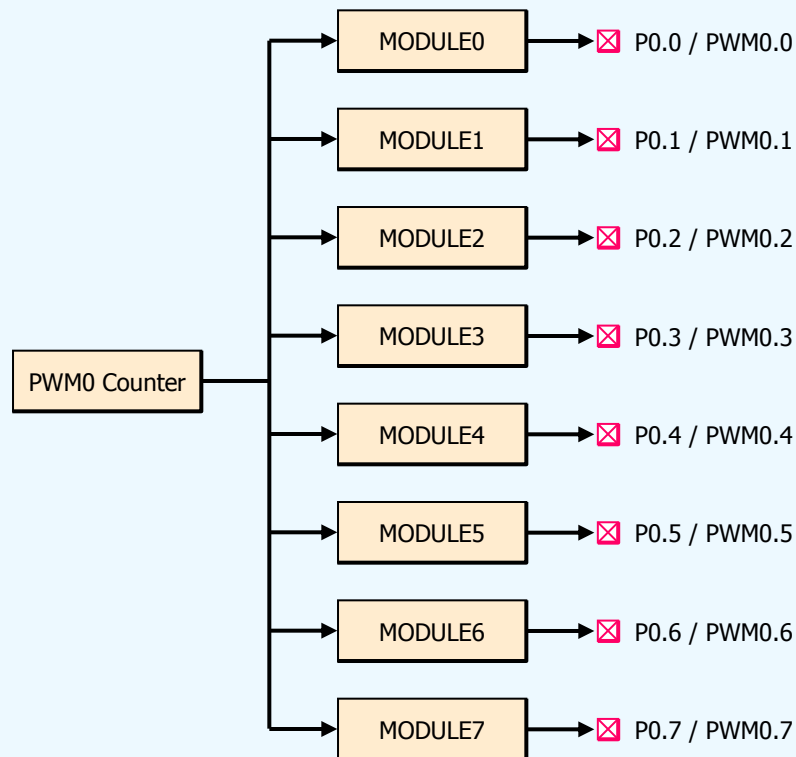 MODULE0 P0.0 / PWM0.0
MODULE1 P0.1 / PWM0.1
MODULE2 P0.2 / PWM0.2
MODULE3 P0.3 / PWM0.3
PWM0 Counter
MODULE4 P0.4 / PWM0.4
MODULE5 P0.5 / PWM0.5
MODULE6 P0.6 / PWM0.6
MODULE7 P0.7 / PWM0.7